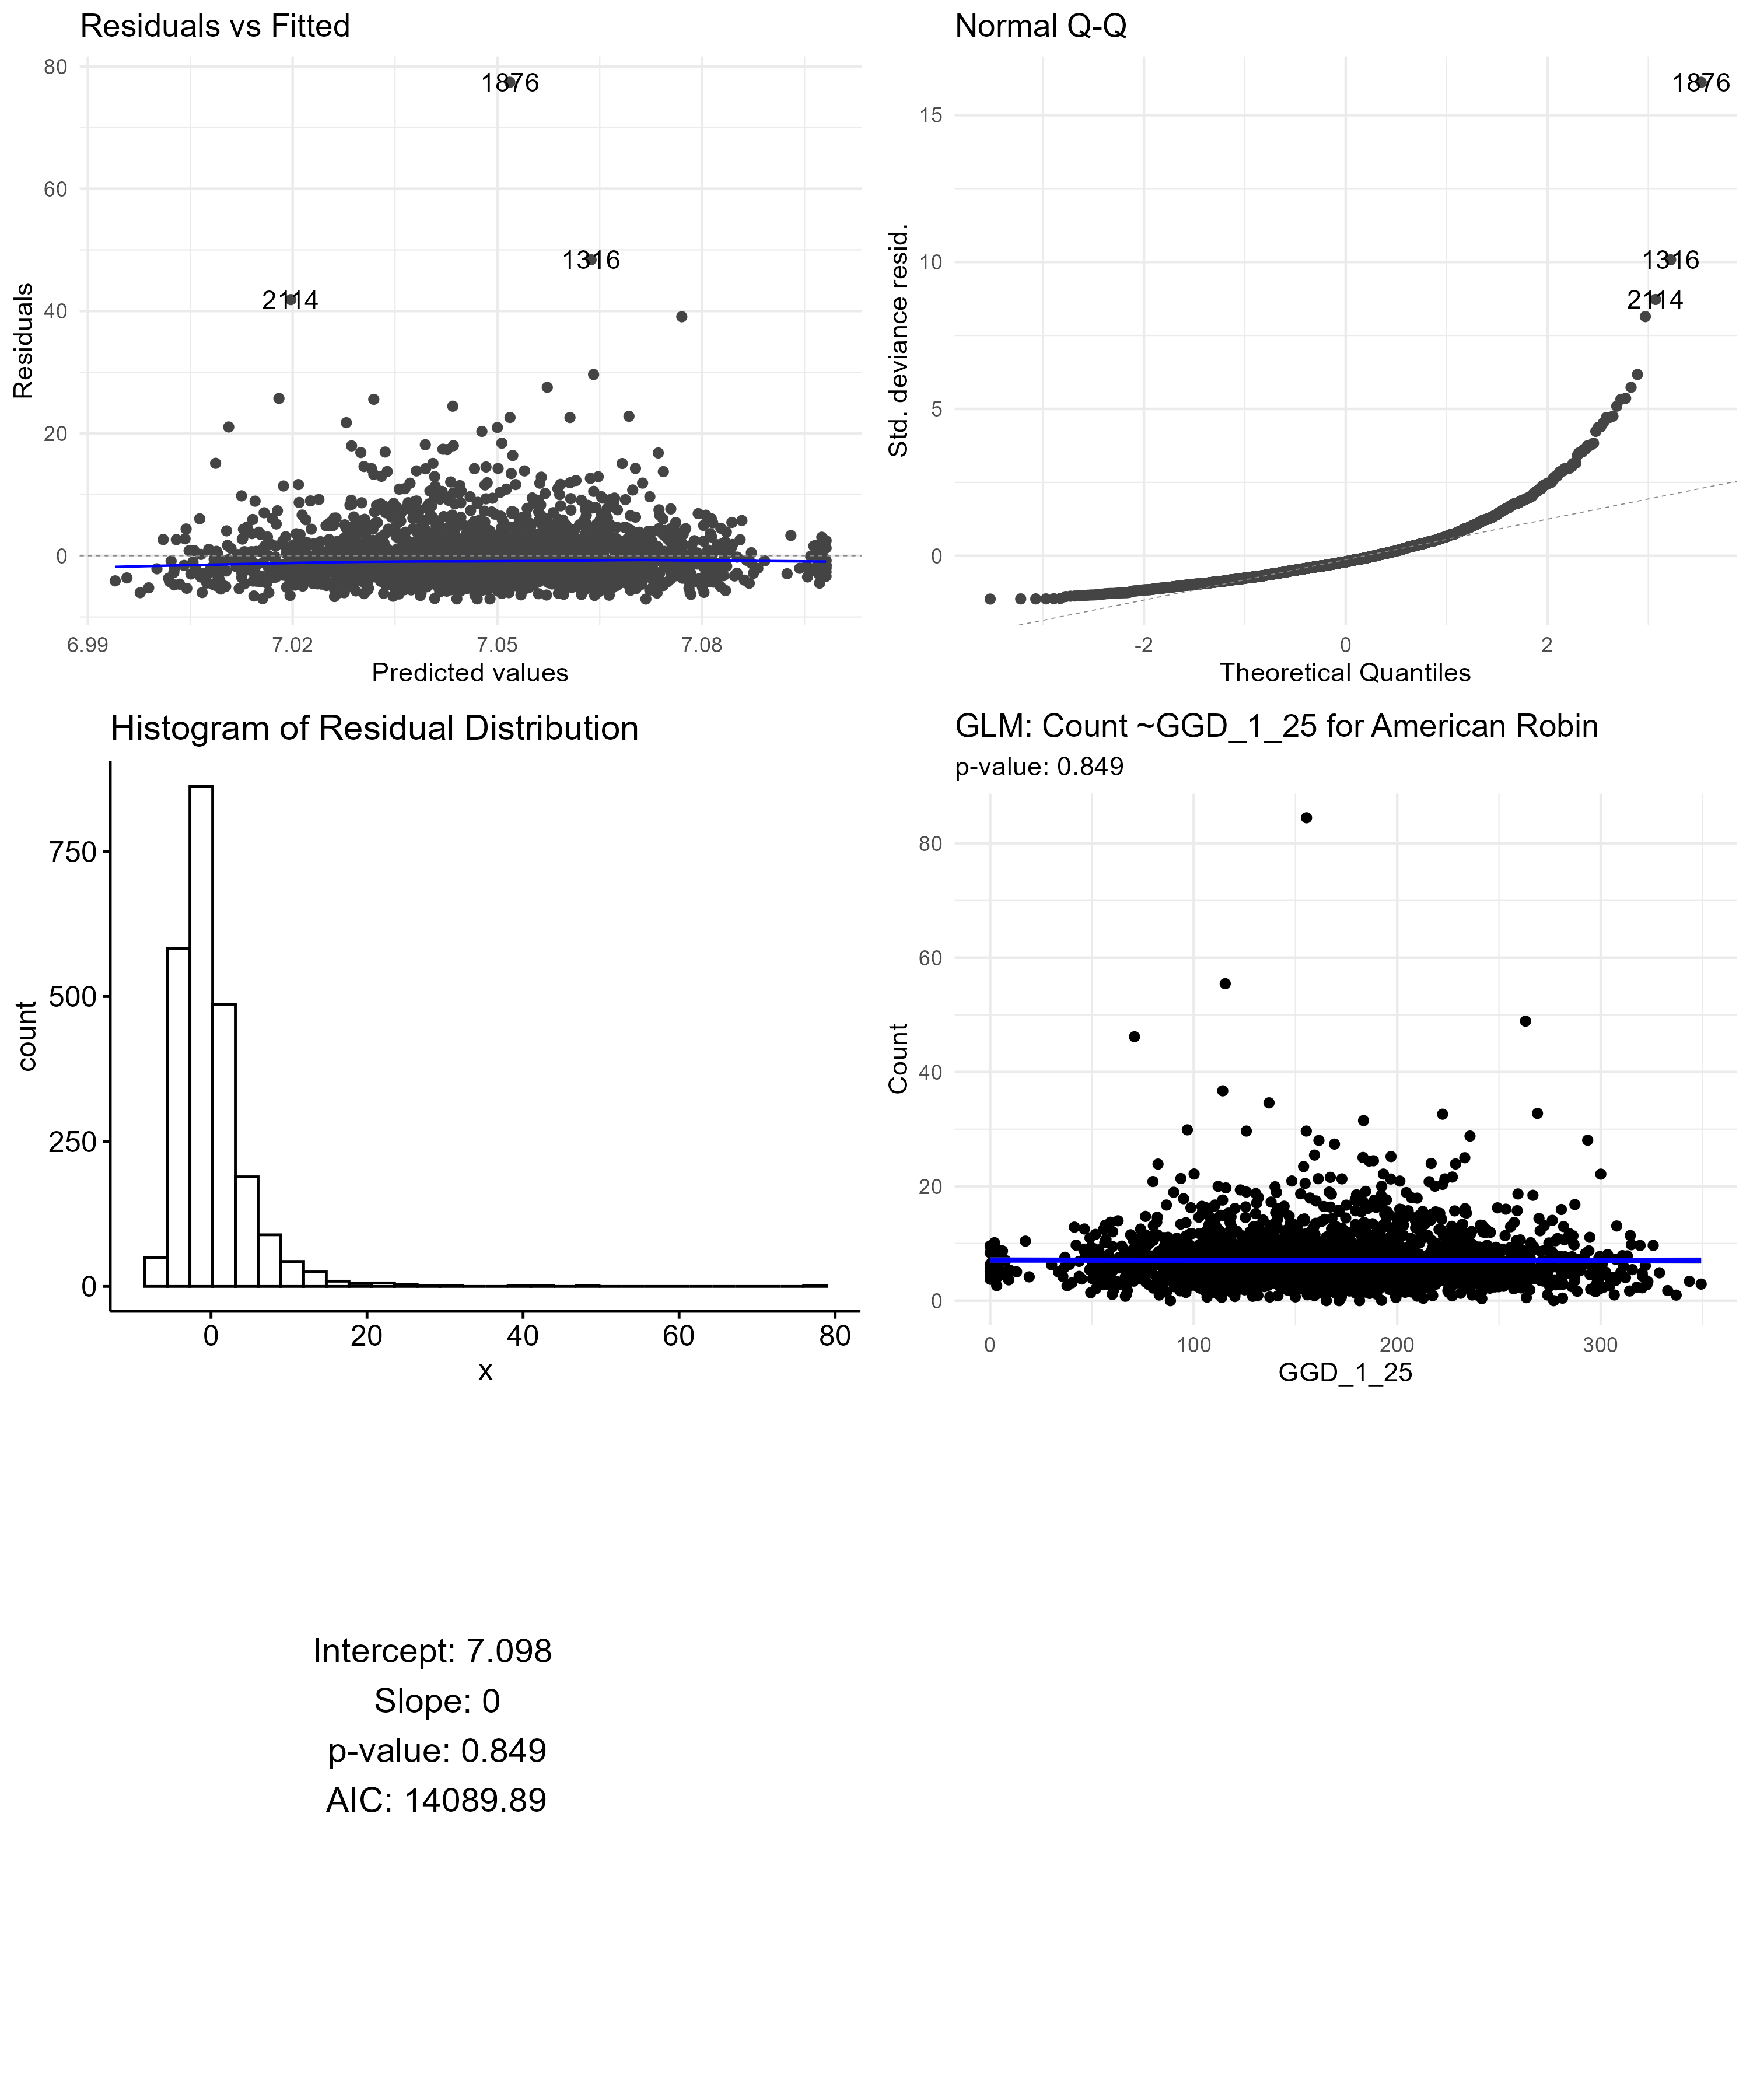 Residuals vs Fitted
80
60
40
20
0
Residuals
1876
1316
2114
6.99
7.02
7.05
7.08
Predicted values
Normal Q-Q
15
10
5
0
Std. deviance resid.
1876
1316
2114
-2
0
2
Theoretical Quantiles
Histogram of Residual Distribution
750
500
250
0
count
0
20
40
60
80
x
GLM: Count ~GGD_1_25 for American Robin
p-value: 0.849
80
60
40
20
0
Count
0
100
200
300
GGD_1_25
Intercept: 7.098
Slope: 0
p-value: 0.849
AIC: 14089.89